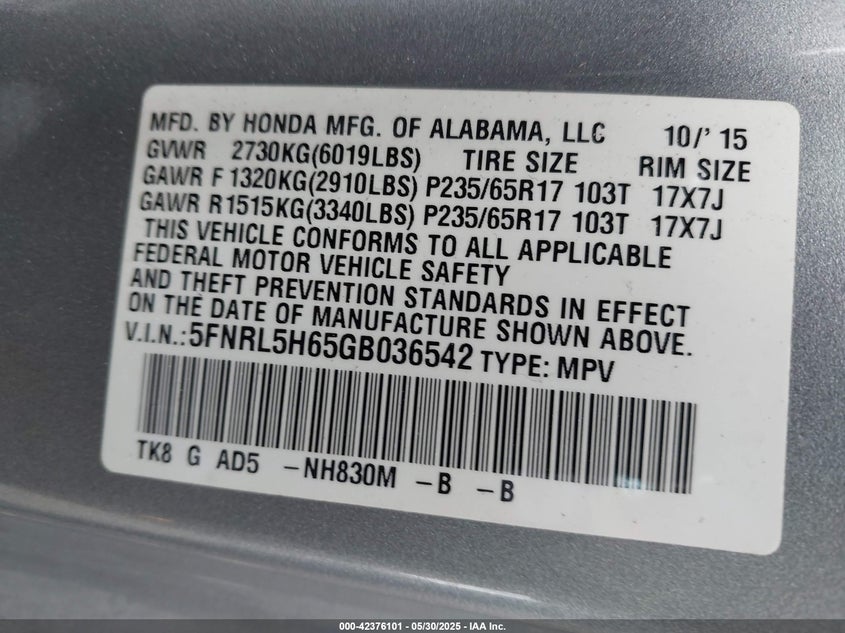 MFD. BY HONDA MFG. OF ALABAMA, LLC 10/' 15
GVWR 2730KG(6019LBS) TIRE SIZE RIM SIZE
GAWR F 1320KG(2910LBS) P235/65R17 103T 17X7J
GAWR R1515KG(3340LBS) P235/65R17 103T 17X7J
THIS VEHICLE CONFORMS TO ALL APPLICABLE
FEDERAL MOTOR VEHICLE SAFETY
AND THEFT PREVENTION STANDARDS IN EFFECT
ON THE DATE OF MANUFACTURE SHOWN ABOVE.
V.I.N.: 5FNRL5H65GB036542 TYPE: MPV
TK8 G AD5 -NH830M -B -B
000-42376101 - 05/30/2025 - IAA Inc.